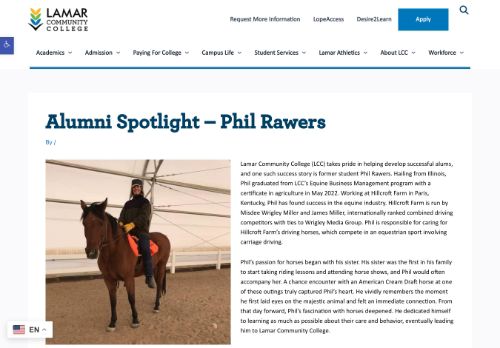 LAMAR
COMMUNITY
COLLEGE
Request More Information LopeAccess Desire2Learn Apply
Academics Admission Paying For College Campus Life Student Services Lamar Athletics About LCC Workforce
Alumni Spotlight – Phil Rawers
By /
Lamar Community College (LCC) takes pride in helping develop successful alums,
and one such success story is former student Phil Rawers. Hailing from Illinois,
Phil graduated from LCC's Equine Business Management program with a
certificate in agriculture in May 2022. Working at Hillcroft Farm in Paris,
Kentucky, Phil has found success in the equine industry. Hillcroft Farm is run by
Misdee Wrigley Miller and James Miller, internationally ranked combined driving
competitors with ties to Wrigley Media Group. Phil is responsible for caring for
Hillcroft Farm's driving horses, which compete in an equestrian sport involving
carriage driving.
Phil's passion for horses began with his sister. His sister was the first in his family
to start taking riding lessons and attending horse shows, and Phil would often
accompany her. A chance encounter with an American Cream Draft horse at one
of these outings truly captured Phil's heart. He vividly remembers the moment
he first laid eyes on the majestic animal and felt an immediate connection. From
that day forward, Phil's fascination with horses deepened. He dedicated himself
to learning as much as possible about their care and behavior, eventually leading
him to Lamar Community College.
EN